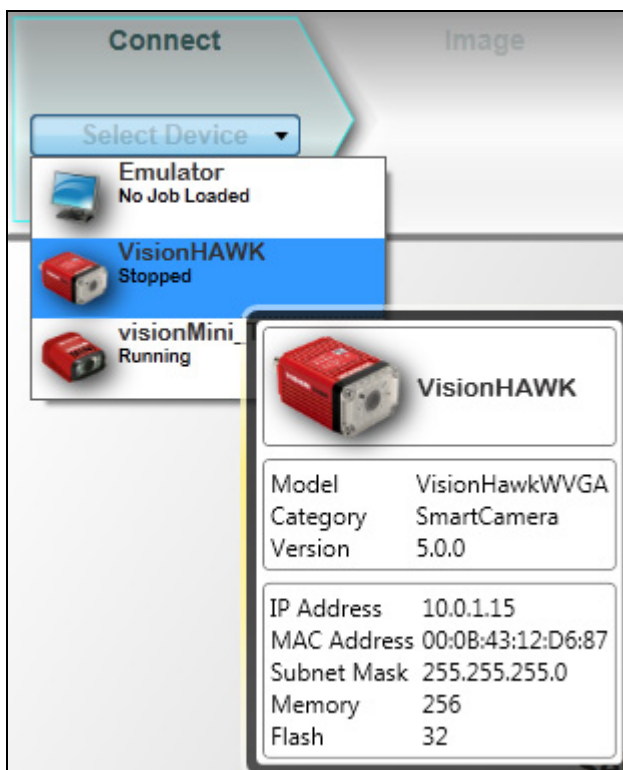 Connect
Image
Select Device
Emulator
No Job Loaded
VisionHAWK
Stopped
visionMini_
Running
VisionHAWK
Model VisionHawkWVGA
Category SmartCamera
Version 5.0.0
IP Address 10.0.1.15
MAC Address 00:0B:43:12:D6:87
Subnet Mask 255.255.255.0
Memory 256
Flash 32